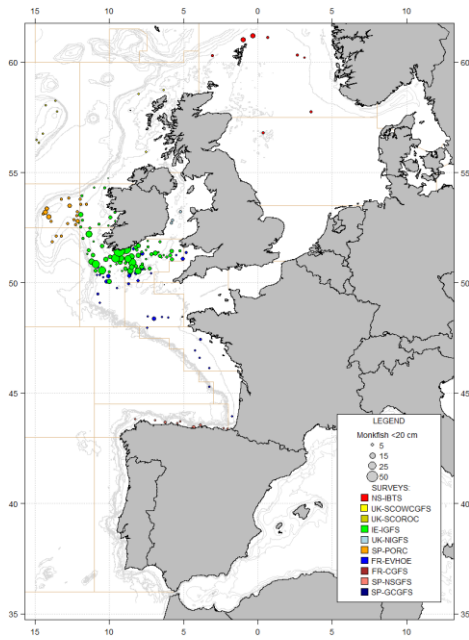 15 10 5 0 5 10
60 60
55 55
50 50
45 45
40 40
35 35
LEGEND
Monkfish <20 cm
5
15
25
50
SURVEYS:
NS-IBTS
UK-SCOWCGFS
UK-SCOROC
IE-IGFS
UK-NIGFS
SP-PORC
FR-EVHOE
FR-CGFS
SP-NSGFS
SP-GCGFS
15 10 5 0 5 10